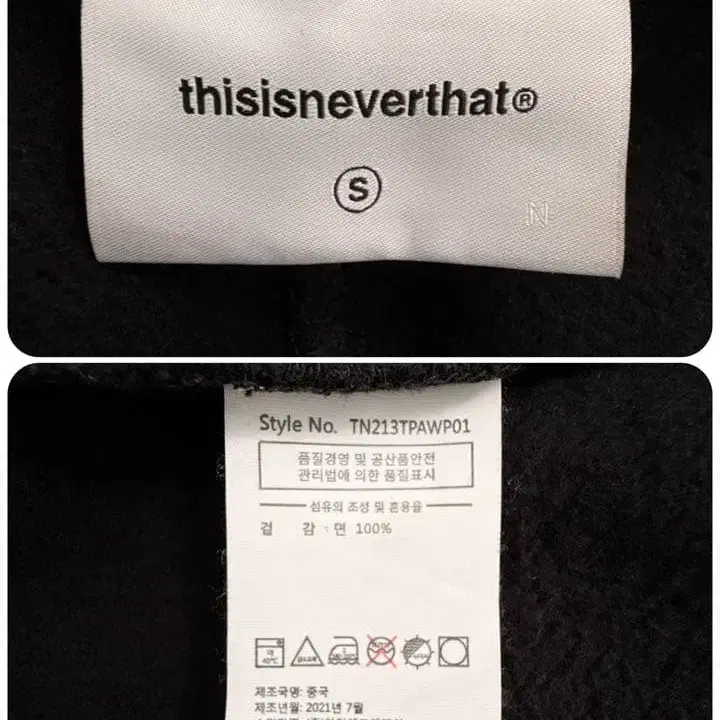 thisisneverthat®
S
N
Style No. TN213TPAWP01
품질경영 및 공산품안전
관리법에 의한 품질표시
섬유의 조성 및 혼용율
겉 감 : 면 100%
약
40℃
제조국명: 중국
제조년월: 2021년 7월